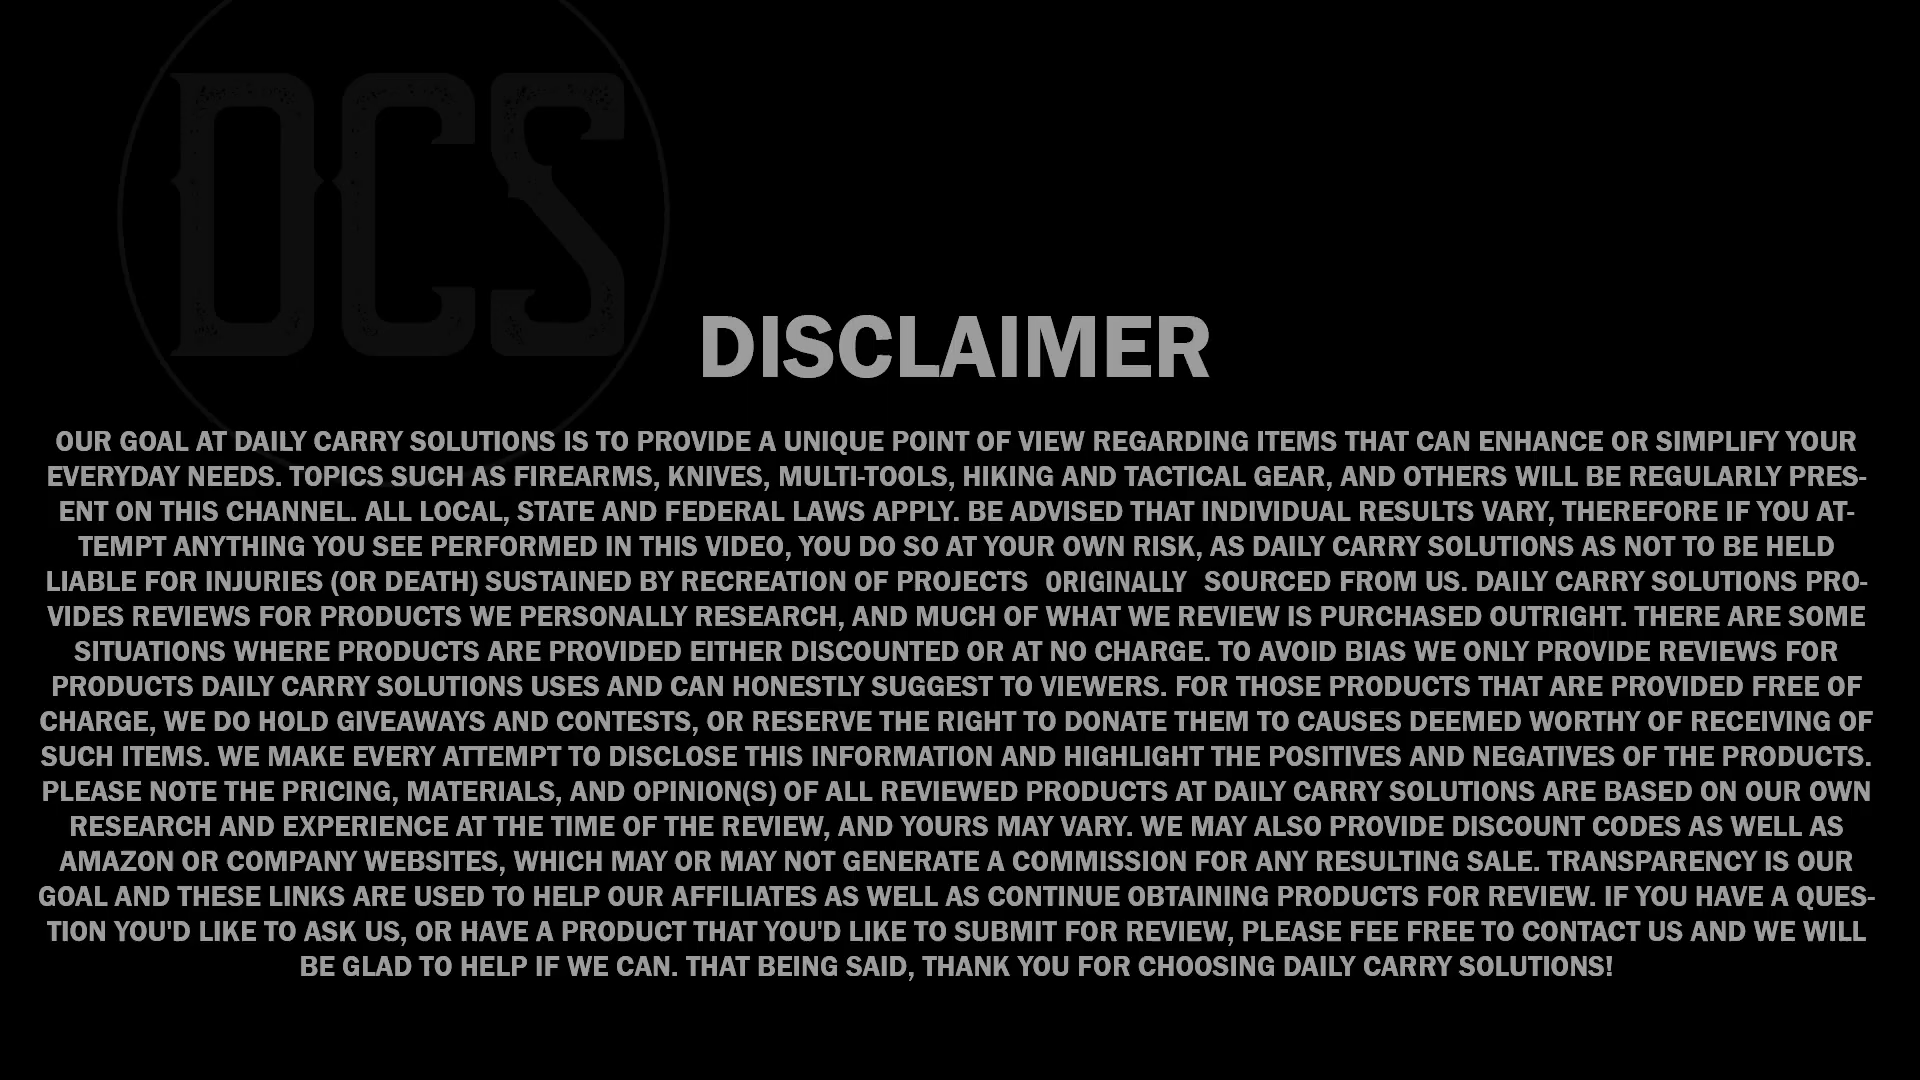 DCS
DISCLAIMER
OUR GOAL AT DAILY CARRY SOLUTIONS IS TO PROVIDE A UNIQUE POINT OF VIEW REGARDING ITEMS THAT CAN ENHANCE OR SIMPLIFY YOUR
EVERYDAY NEEDS. TOPICS SUCH AS FIREARMS, KNIVES, MULTI-TOOLS, HIKING AND TACTICAL GEAR, AND OTHERS WILL BE REGULARLY PRES-
ENT ON THIS CHANNEL. ALL LOCAL, STATE AND FEDERAL LAWS APPLY. BE ADVISED THAT INDIVIDUAL RESULTS VARY, THEREFORE IF YOU AT-
TEMPT ANYTHING YOU SEE PERFORMED IN THIS VIDEO, YOU DO SO AT YOUR OWN RISK, AS DAILY CARRY SOLUTIONS AS NOT TO BE HELD
LIABLE FOR INJURIES (OR DEATH) SUSTAINED BY RECREATION OF PROJECTS ORIGINALLY SOURCED FROM US. DAILY CARRY SOLUTIONS PRO-
VIDES REVIEWS FOR PRODUCTS WE PERSONALLY RESEARCH, AND MUCH OF WHAT WE REVIEW IS PURCHASED OUTRIGHT. THERE ARE SOME
SITUATIONS WHERE PRODUCTS ARE PROVIDED EITHER DISCOUNTED OR AT NO CHARGE. TO AVOID BIAS WE ONLY PROVIDE REVIEWS FOR
PRODUCTS DAILY CARRY SOLUTIONS USES AND CAN HONESTLY SUGGEST TO VIEWERS. FOR THOSE PRODUCTS THAT ARE PROVIDED FREE OF
CHARGE, WE DO HOLD GIVEAWAYS AND CONTESTS, OR RESERVE THE RIGHT TO DONATE THEM TO CAUSES DEEMED WORTHY OF RECEIVING OF
SUCH ITEMS. WE MAKE EVERY ATTEMPT TO DISCLOSE THIS INFORMATION AND HIGHLIGHT THE POSITIVES AND NEGATIVES OF THE PRODUCTS.
PLEASE NOTE THE PRICING, MATERIALS, AND OPINION(S) OF ALL REVIEWED PRODUCTS AT DAILY CARRY SOLUTIONS ARE BASED ON OUR OWN
RESEARCH AND EXPERIENCE AT THE TIME OF THE REVIEW, AND YOURS MAY VARY. WE MAY ALSO PROVIDE DISCOUNT CODES AS WELL AS
AMAZON OR COMPANY WEBSITES, WHICH MAY OR MAY NOT GENERATE A COMMISSION FOR ANY RESULTING SALE. TRANSPARENCY IS OUR
GOAL AND THESE LINKS ARE USED TO HELP OUR AFFILIATES AS WELL AS CONTINUE OBTAINING PRODUCTS FOR REVIEW. IF YOU HAVE A QUES-
TION YOU'D LIKE TO ASK US, OR HAVE A PRODUCT THAT YOU'D LIKE TO SUBMIT FOR REVIEW, PLEASE FEE FREE TO CONTACT US AND WE WILL
BE GLAD TO HELP IF WE CAN. THAT BEING SAID, THANK YOU FOR CHOOSING DAILY CARRY SOLUTIONS!